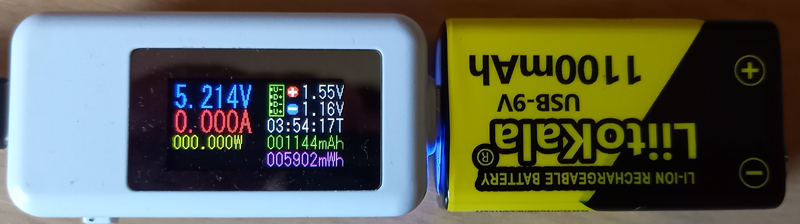 5.214V
0.000A
000.000W
U-
D+
D-
U+
+ 1.55V
- 1.16V
03:54:17T
001144mAh
005902mWh
LI-ION RECHARGEABLE BATTERY
LiitoKala®
USB-9V
1100mAh